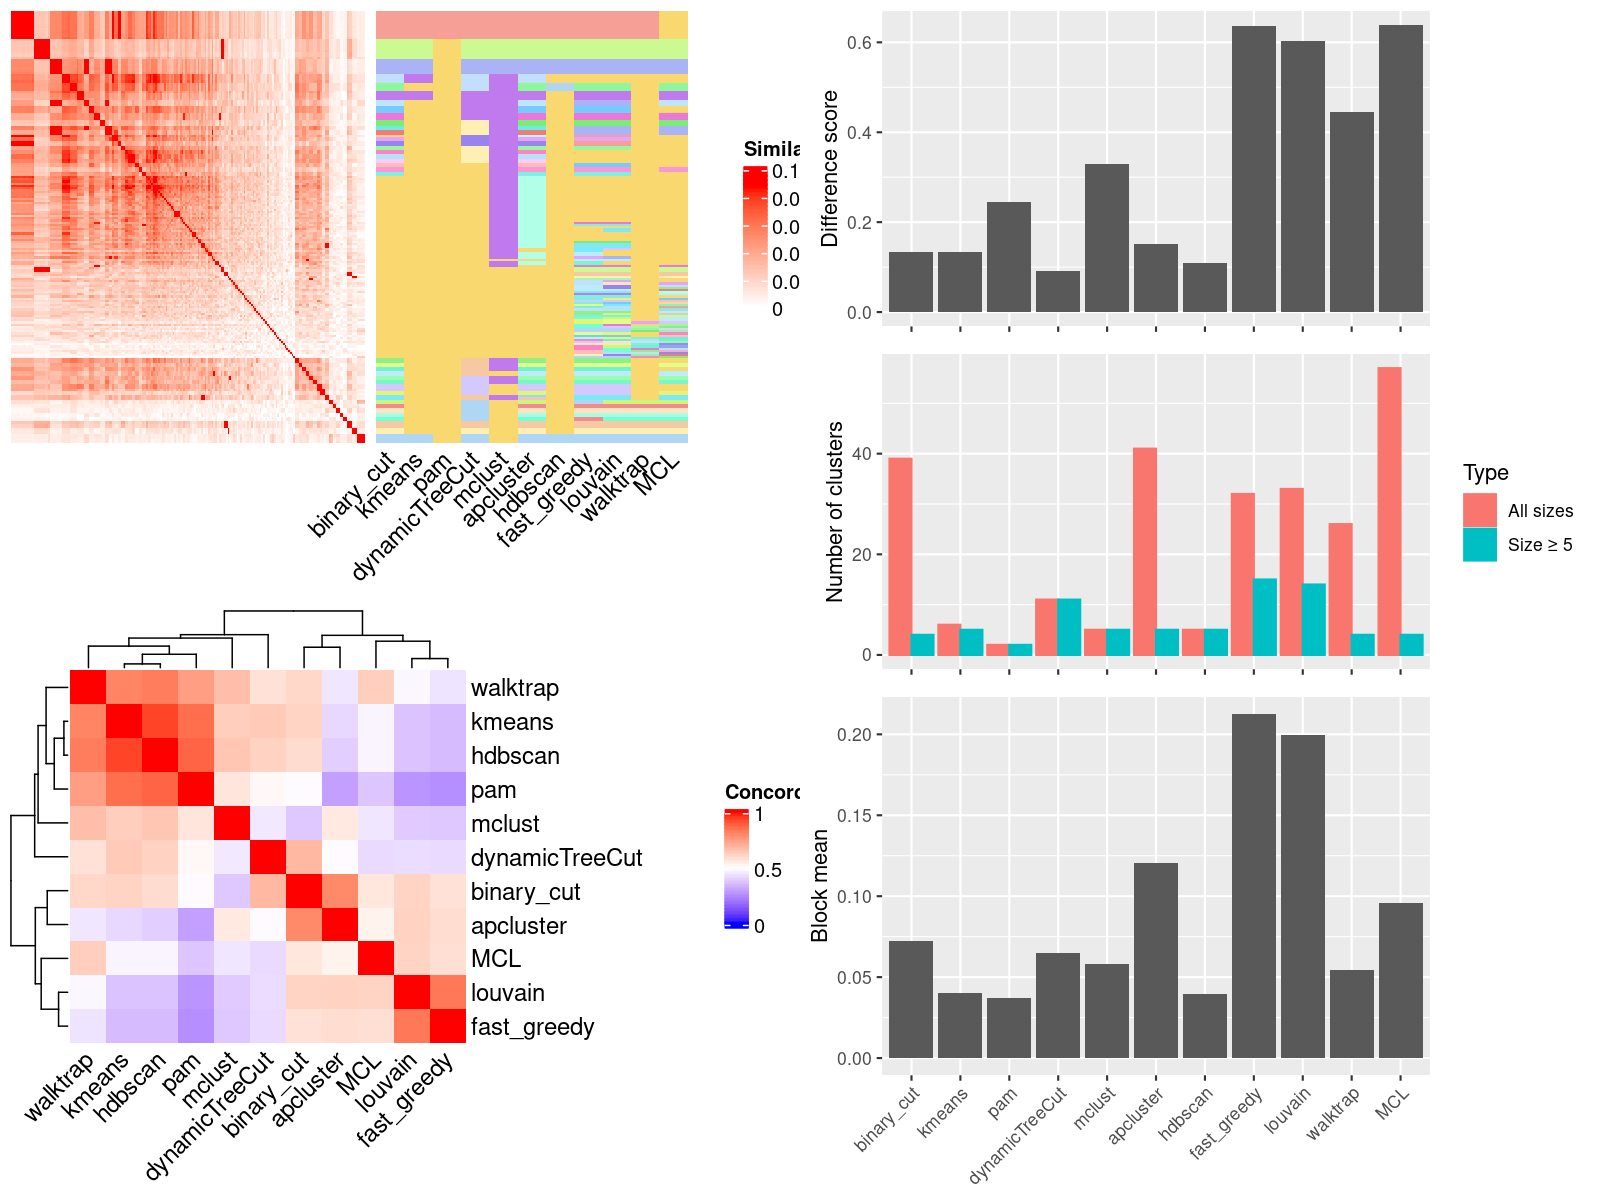 Simila
0.1
0.0
0.0
0.0
0
binary_cut
kmeans
pam
dynamicTreeCut
mclust
apcluster
hdbscan
fast_greedy
louvain
walktrap
MCL
walktrap
kmeans
hdbscan
pam
mclust
dynamicTreeCut
binary_cut
apcluster
MCL
louvain
fast_greedy
walktrap
kmeans
hdbscan
pam
mclust
dynamicTreeCut
binary_cut
apcluster
MCL
louvain
fast_greedy
Concord
1
0.5
0
Difference score
0.6
0.4
0.2
0.0
Number of clusters
40
20
0
Type
All sizes
Size ≥ 5
Block mean
0.20
0.15
0.10
0.05
0.00
binary_cut
kmeans
pam
dynamicTreeCut
mclust
apcluster
hdbscan
fast_greedy
louvain
walktrap
MCL